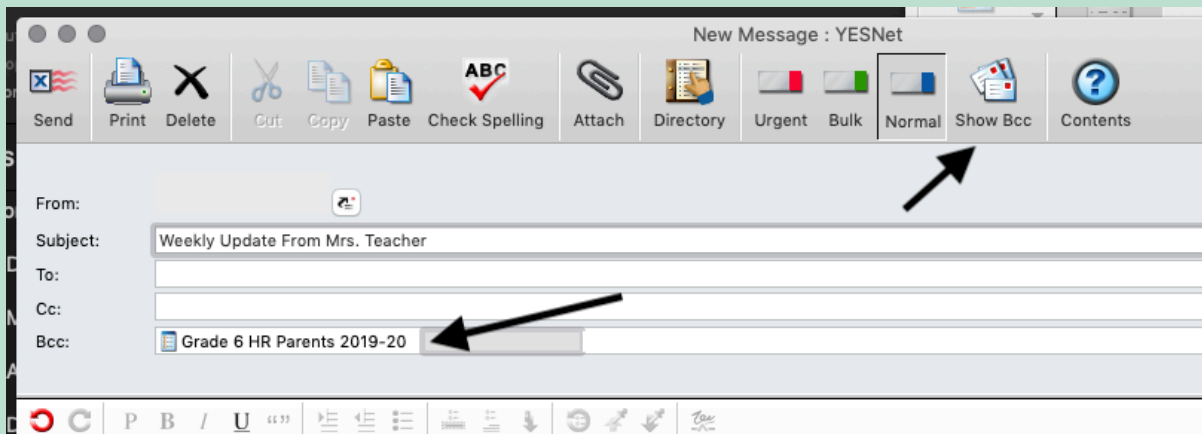 New Message : YESNet
Send Print Delete Cut Copy Paste ABC Check Spelling Attach Directory Urgent Bulk Normal Show Bcc Contents
From:
Subject: Weekly Update From Mrs. Teacher
To:
Cc:
Bcc: Grade 6 HR Parents 2019-20
P B I U “”